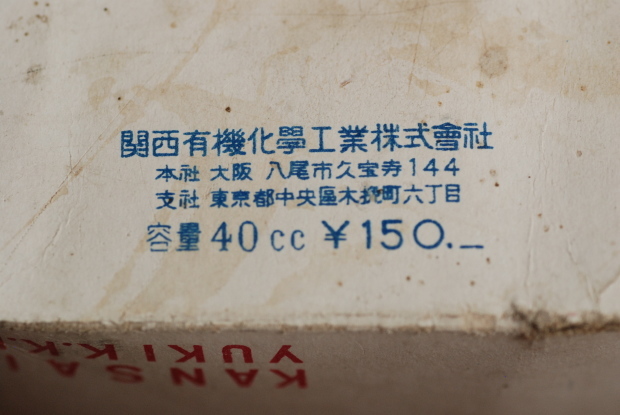 関西有機化學工業株式會社
本社 大阪 八尾市久宝寺144
支社 東京都中央區木挽町六丁目
容量 40cc ¥150.—
KANSAI
YUKI K.K.